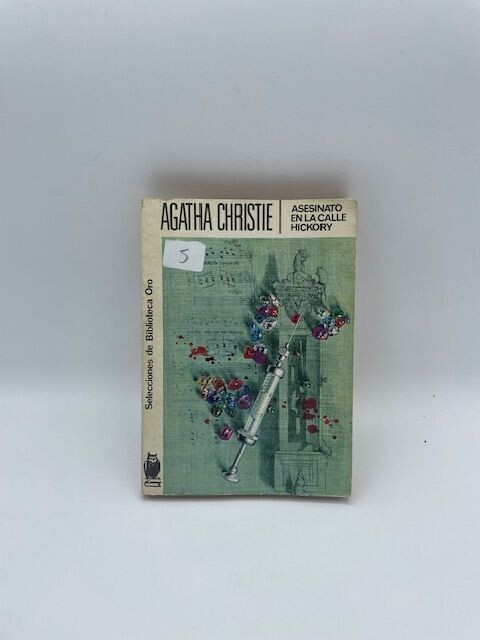 AGATHA CHRISTIE
ASESINATO
EN LA CALLE
HICKORY
5
Selecciones de Biblioteca Oro